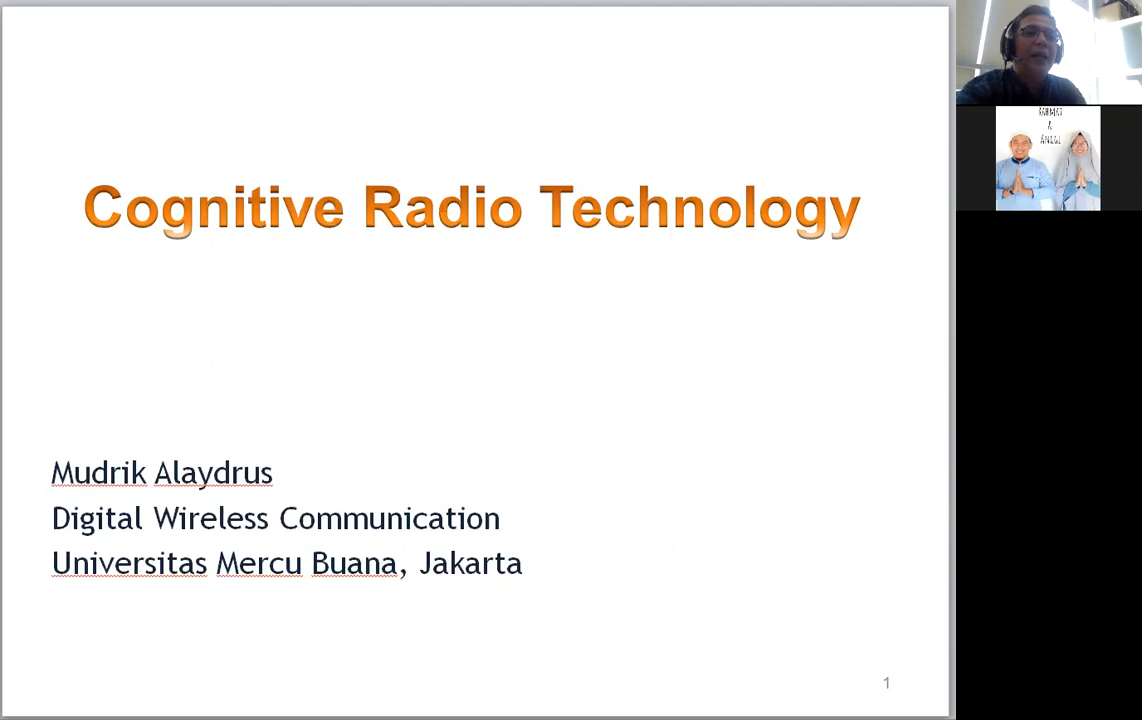 Cognitive Radio Technology
Mudrik Alaydrus
Digital Wireless Communication
Universitas Mercu Buana, Jakarta
1
&